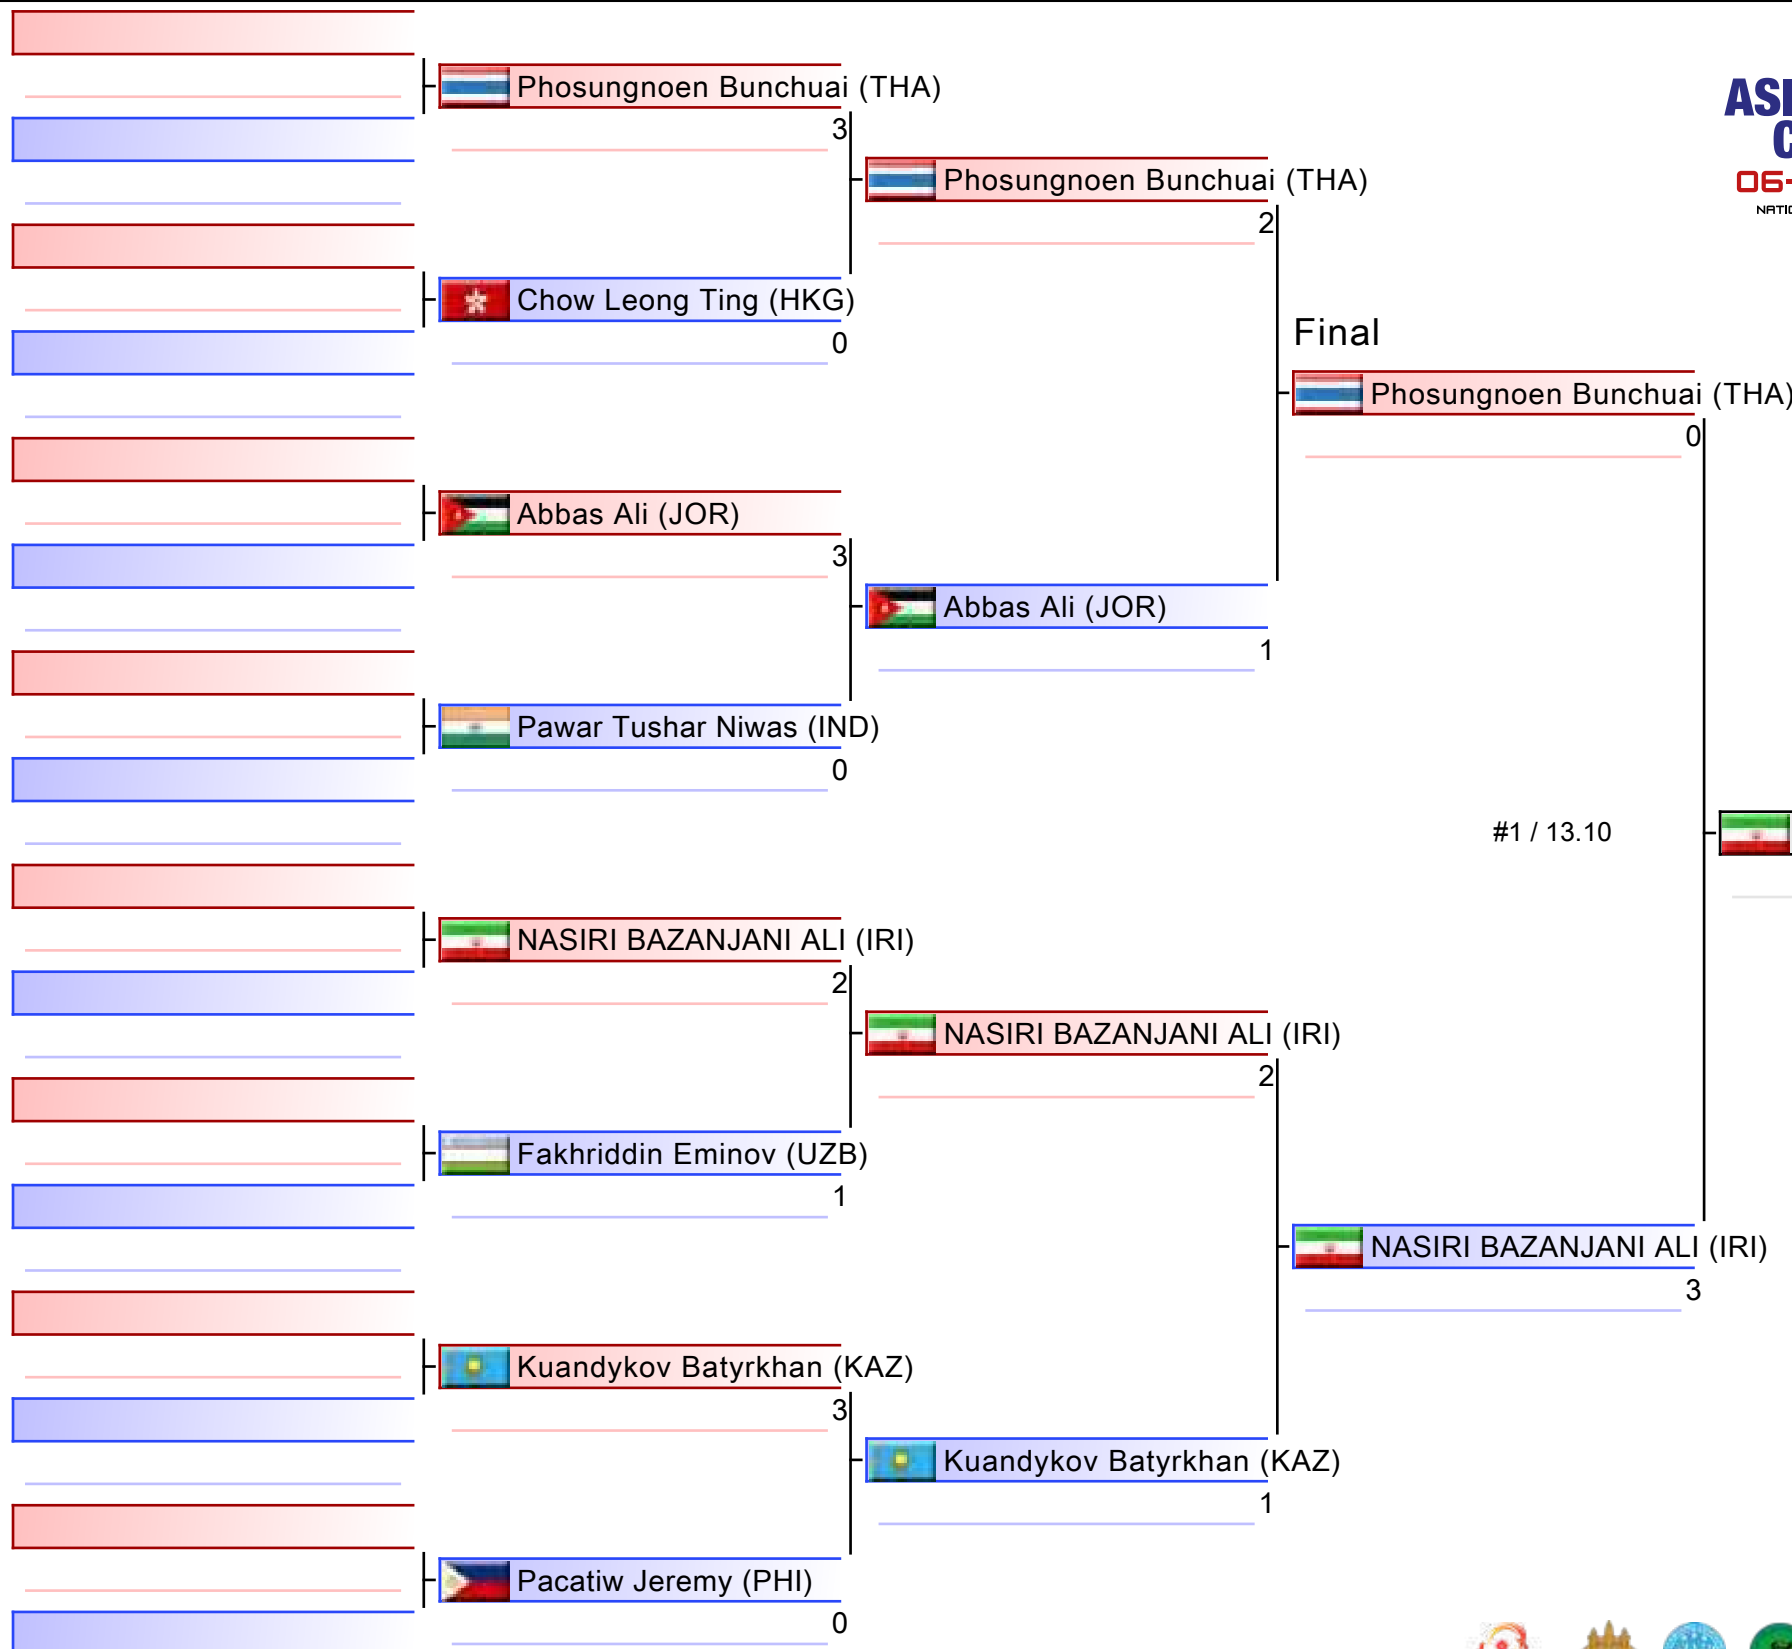 Phosungnoen Bunchuai (THA)
3
Chow Leong Ting (HKG)
0
Abbas Ali (JOR)
3
Pawar Tushar Niwas (IND)
0
NASIRI BAZANJANI ALI (IRI)
2
Fakhriddin Eminov (UZB)
1
Kuandykov Batyrkhan (KAZ)
3
Pacatiw Jeremy (PHI)
0
Phosungnoen Bunchuai (THA)
2
Abbas Ali (JOR)
1
NASIRI BAZANJANI ALI (IRI)
2
Kuandykov Batyrkhan (KAZ)
1
Final
Phosungnoen Bunchuai (THA)
0
#1 / 13.10
NASIRI BAZANJANI ALI (IRI)
3
06-